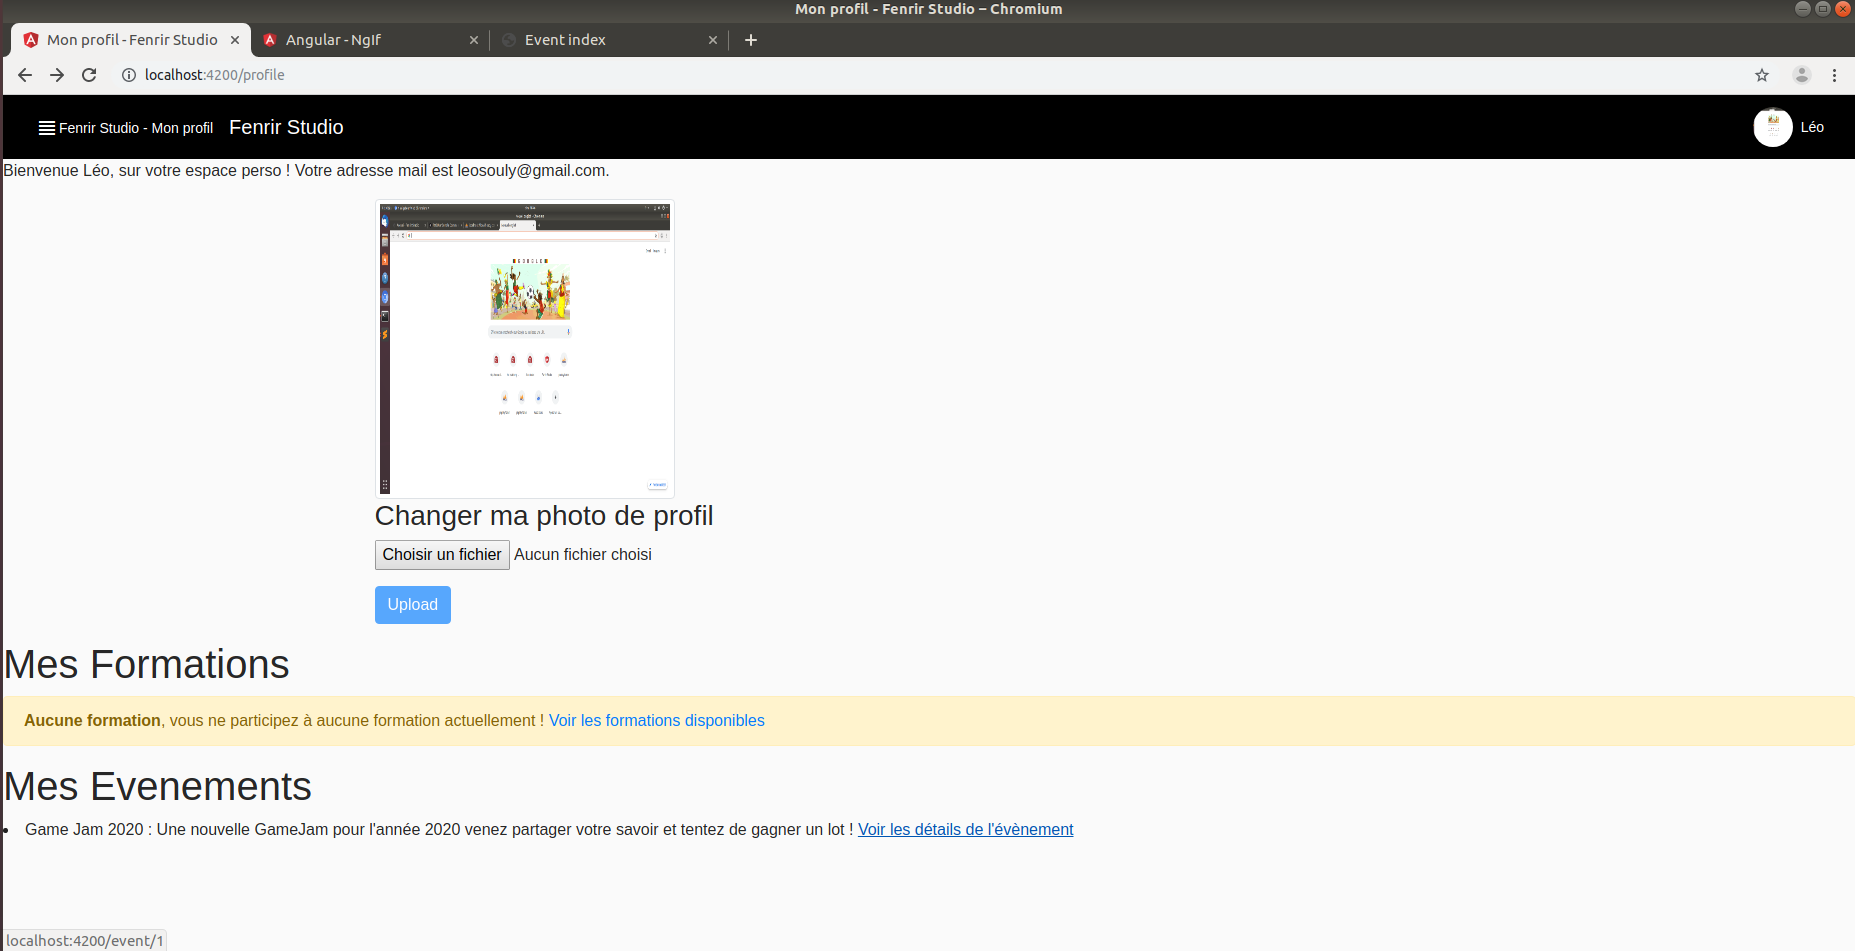 Mon profil - Fenrir Studio – Chromium
Mon profil - Fenrir Studio
Angular - NgIf
Event index
localhost:4200/profile
Fenrir Studio - Mon profil
Fenrir Studio
Léo
Bienvenue Léo, sur votre espace perso ! Votre adresse mail est leosouly@gmail.com.
GOOGLE
Changer ma photo de profil
Choisir un fichier Aucun fichier choisi
Upload
Mes Formations
Aucune formation, vous ne participez à aucune formation actuellement ! Voir les formations disponibles
Mes Evenements
Game Jam 2020 : Une nouvelle GameJam pour l'année 2020 venez partager votre savoir et tentez de gagner un lot ! Voir les détails de l'évènement
localhost:4200/event/1